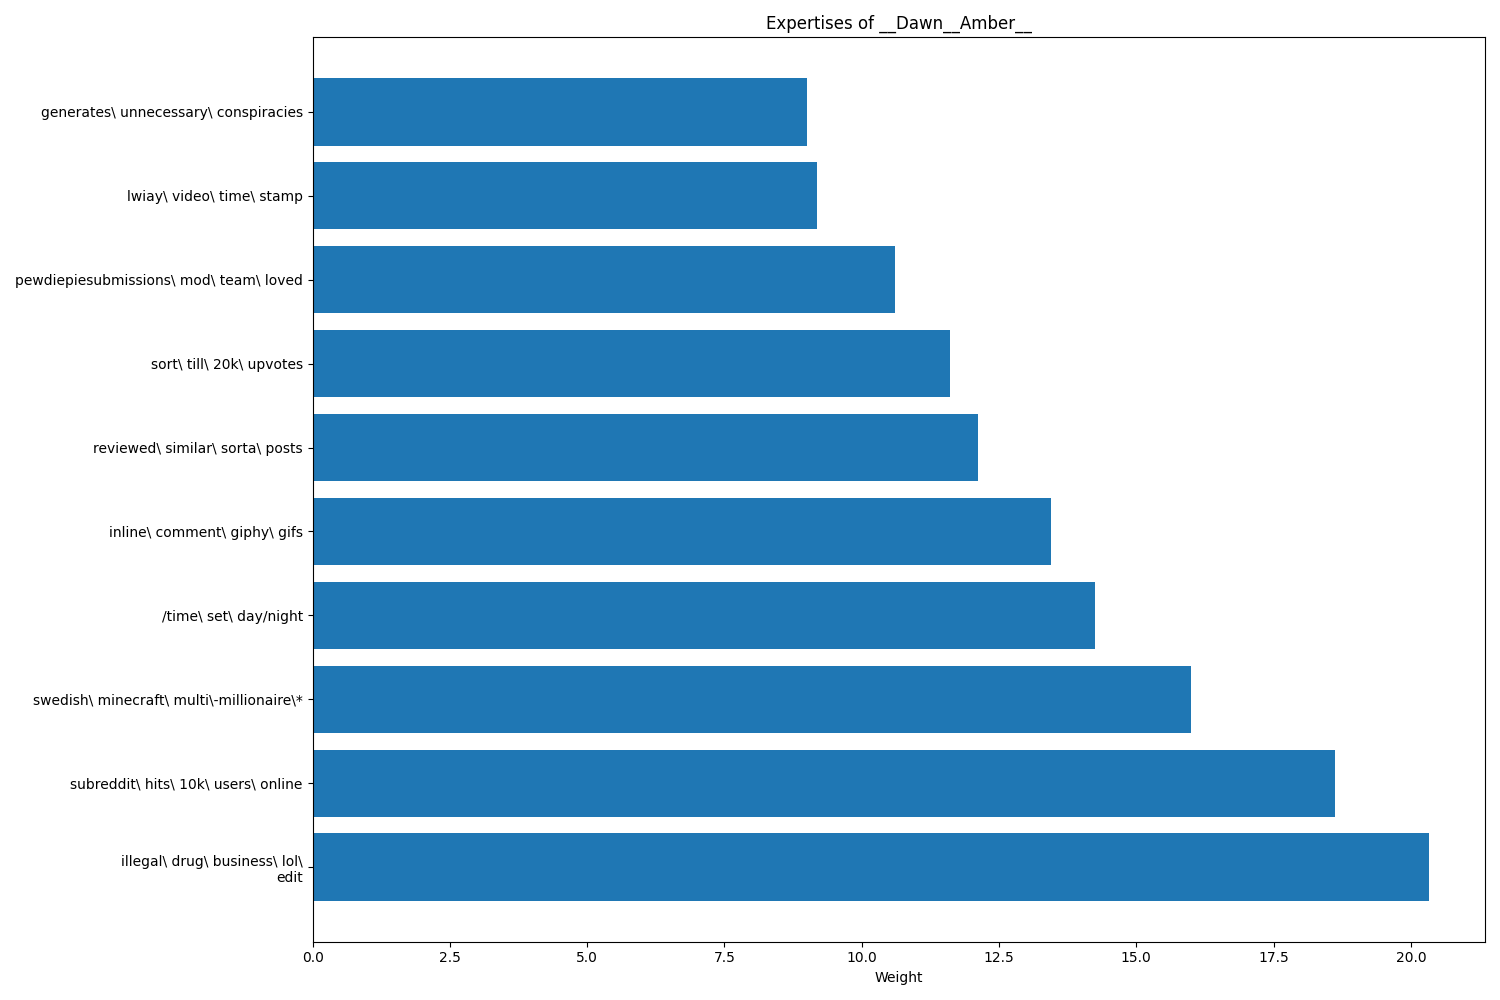 Expertises of __Dawn__Amber__
generates\ unnecessary\ conspiracies
lwiay\ video\ time\ stamp
pewdiepiesubmissions\ mod\ team\ loved
sort\ till\ 20k\ upvotes
reviewed\ similar\ sorta\ posts
inline\ comment\ giphy\ gifs
/time\ set\ day/night
swedish\ minecraft\ multi\-millionaire\*
subreddit\ hits\ 10k\ users\ online
illegal\ drug\ business\ lol\
edit
0.0 2.5 5.0 7.5 10.0 12.5 15.0 17.5 20.0
Weight